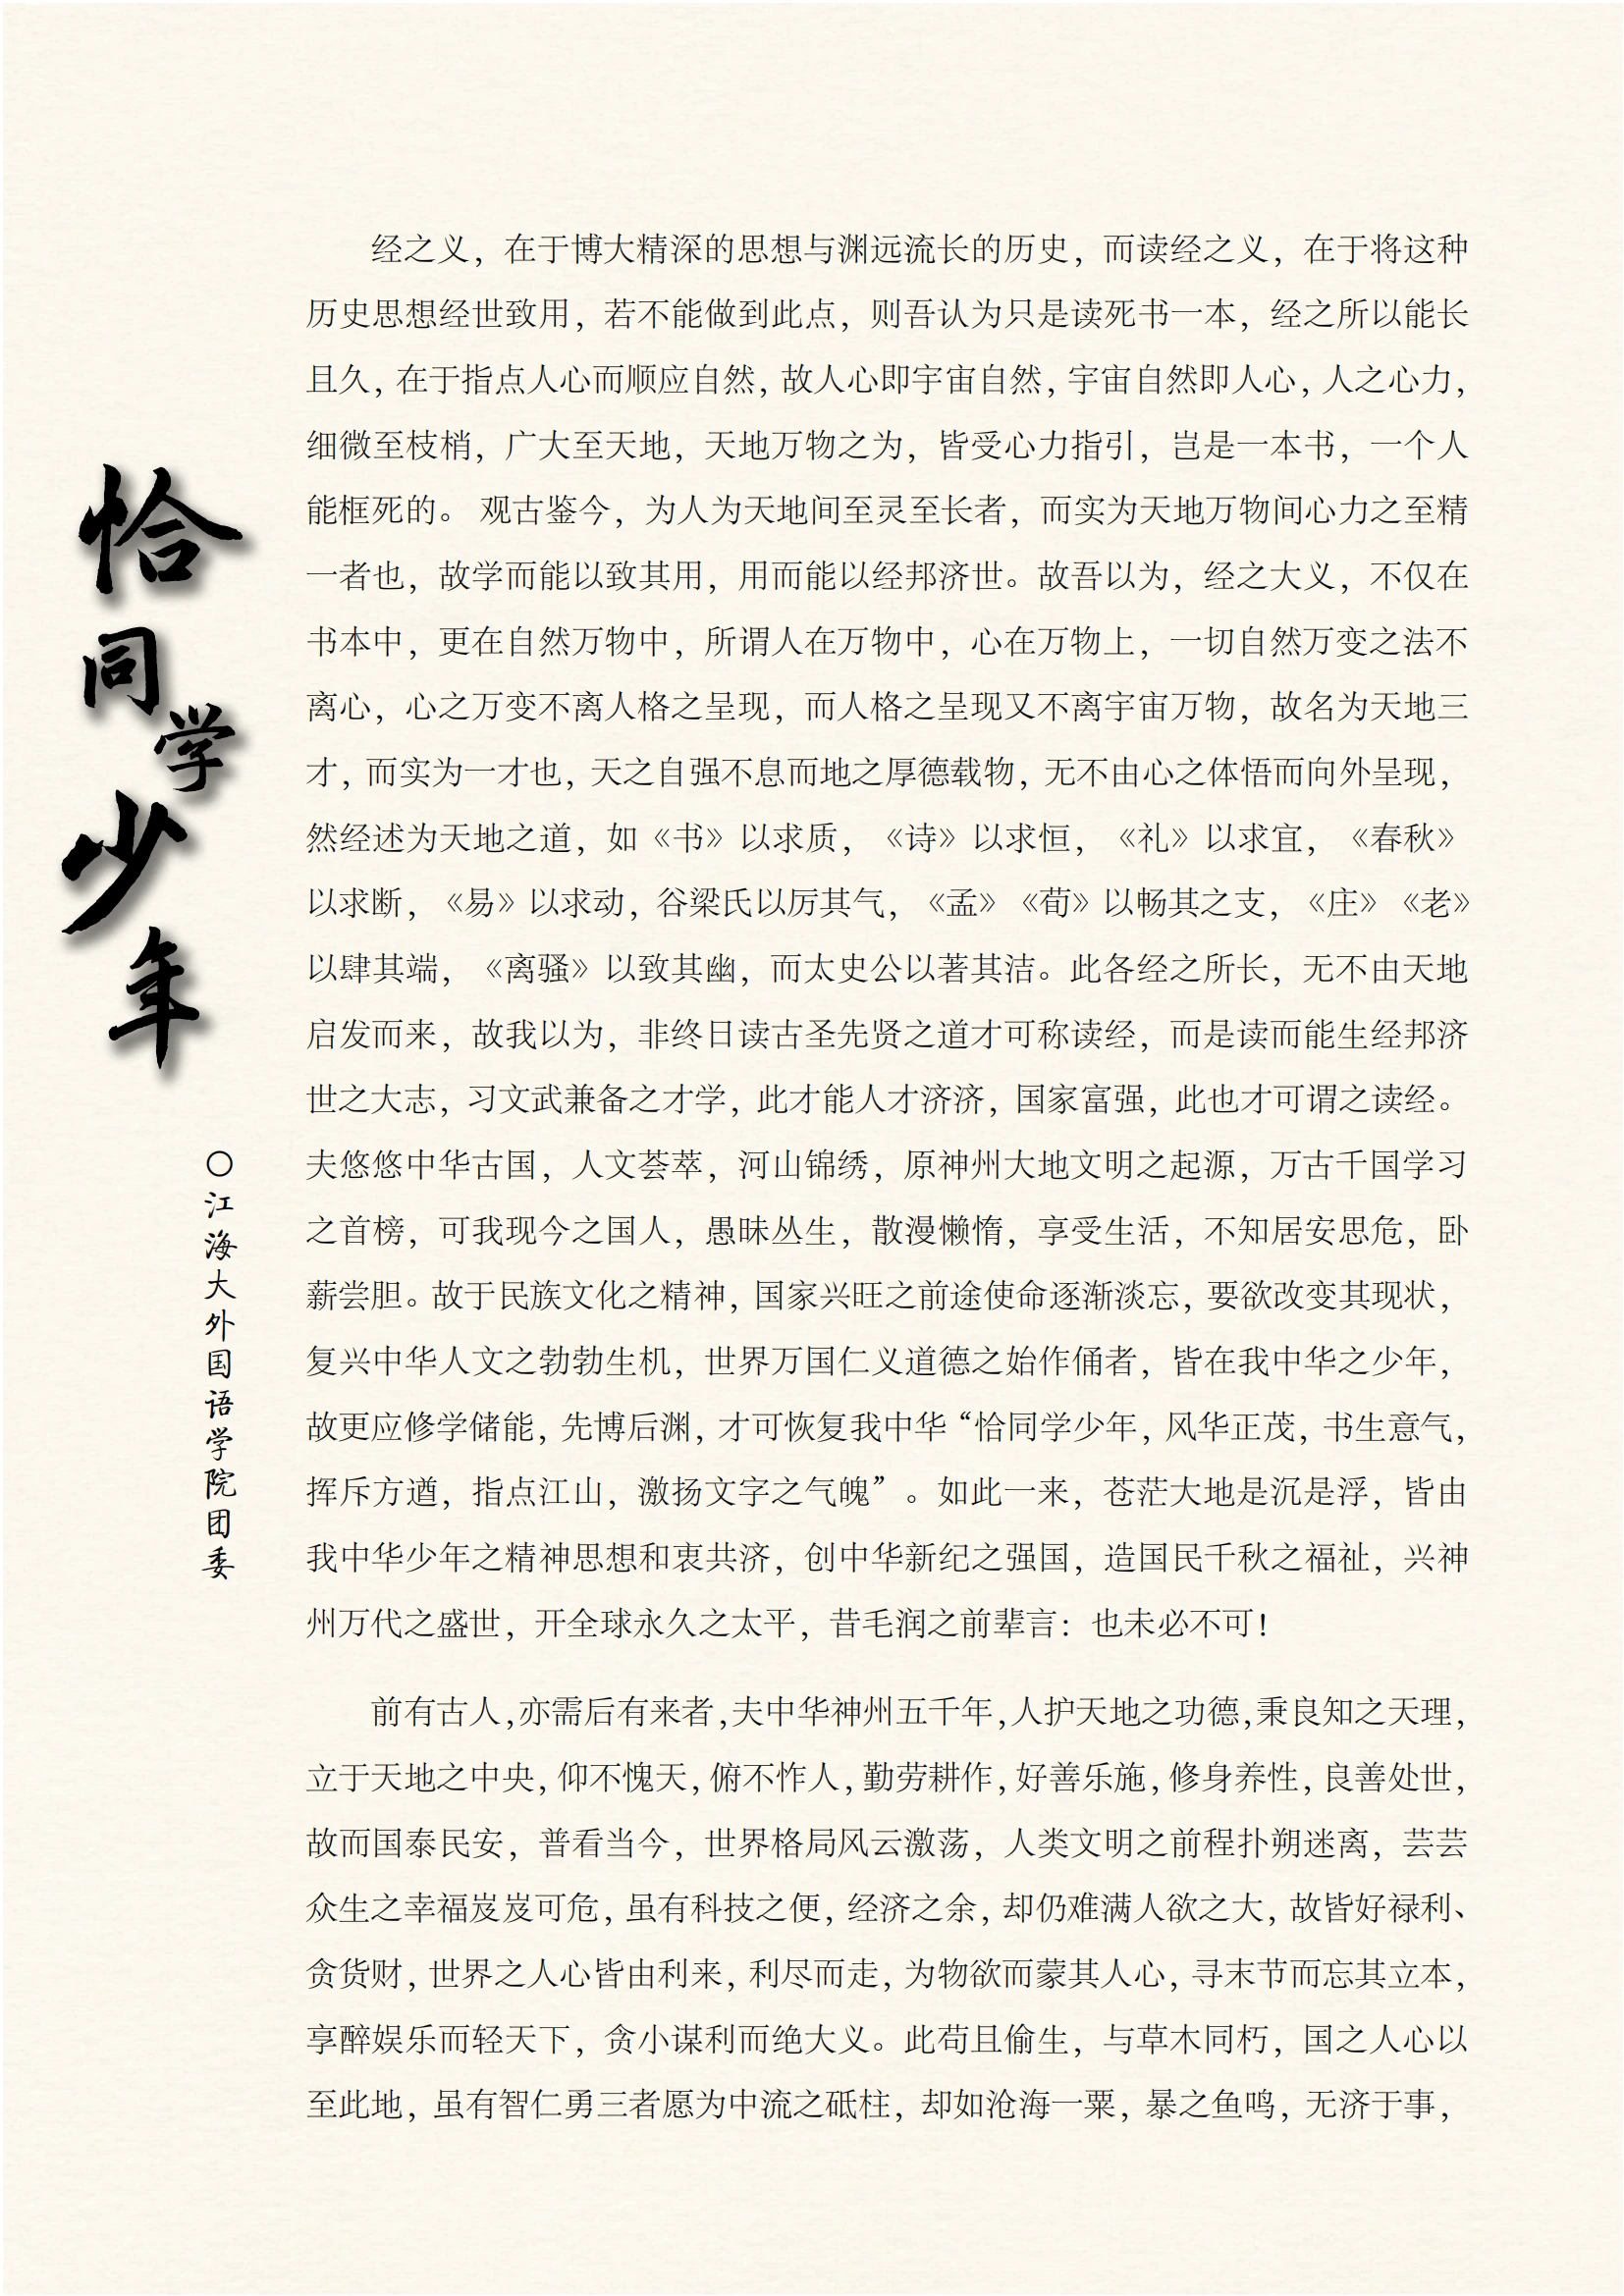 恰同学少年
〇江海大外国语学院团委
经之义，在于博大精深的思想与渊远流长的历史，而读经之义，在于将这种
历史思想经世致用，若不能做到此点，则吾认为只是读死书一本，经之所以能长
且久，在于指点人心而顺应自然，故人心即宇宙自然，宇宙自然即人心，人之心力，
细微至枝梢，广大至天地，天地万物之为，皆受心力指引，岂是一本书，一个人
能框死的。 观古鉴今，为人为天地间至灵至长者，而实为天地万物间心力之至精
一者也，故学而能以致其用，用而能以经邦济世。故吾以为，经之大义，不仅在
书本中，更在自然万物中，所谓人在万物中，心在万物上，一切自然万变之法不
离心，心之万变不离人格之呈现，而人格之呈现又不离宇宙万物，故名为天地三
才，而实为一才也，天之自强不息而地之厚德载物，无不由心之体悟而向外呈现，
然经述为天地之道，如《书》以求质，《诗》以求恒，《礼》以求宜，《春秋》
以求断，《易》以求动，谷梁氏以厉其气，《孟》《荀》以畅其之支，《庄》《老》
以肆其端，《离骚》以致其幽，而太史公以著其洁。此各经之所长，无不由天地
启发而来，故我以为，非终日读古圣先贤之道才可称读经，而是读而能生经邦济
世之大志，习文武兼备之才学，此才能人才济济，国家富强，此也才可谓之读经。
夫悠悠中华古国，人文荟萃，河山锦绣，原神州大地文明之起源，万古千国学习
之首榜，可我现今之国人，愚昧丛生，散漫懒惰，享受生活，不知居安思危，卧
薪尝胆。故于民族文化之精神，国家兴旺之前途使命逐渐淡忘，要欲改变其现状，
复兴中华人文之勃勃生机，世界万国仁义道德之始作俑者，皆在我中华之少年，
故更应修学储能，先博后渊，才可恢复我中华“恰同学少年，风华正茂，书生意气，
挥斥方遒，指点江山，激扬文字之气魄”。如此一来，苍茫大地是沉是浮，皆由
我中华少年之精神思想和衷共济，创中华新纪之强国，造国民千秋之福祉，兴神
州万代之盛世，开全球永久之太平，昔毛润之前辈言：也未必不可！
前有古人，亦需后有来者，夫中华神州五千年，人护天地之功德，秉良知之天理，
立于天地之中央，仰不愧天，俯不怍人，勤劳耕作，好善乐施，修身养性，良善处世，
故而国泰民安，普看当今，世界格局风云激荡，人类文明之前程扑朔迷离，芸芸
众生之幸福岌岌可危，虽有科技之便，经济之余，却仍难满人欲之大，故皆好禄利、
贪货财，世界之人心皆由利来，利尽而走，为物欲而蒙其人心，寻末节而忘其立本，
享醉娱乐而轻天下，贪小谋利而绝大义。此苟且偷生，与草木同朽，国之人心以
至此地，虽有智仁勇三者愿为中流之砥柱，却如沧海一粟，暴之鱼鸣，无济于事，